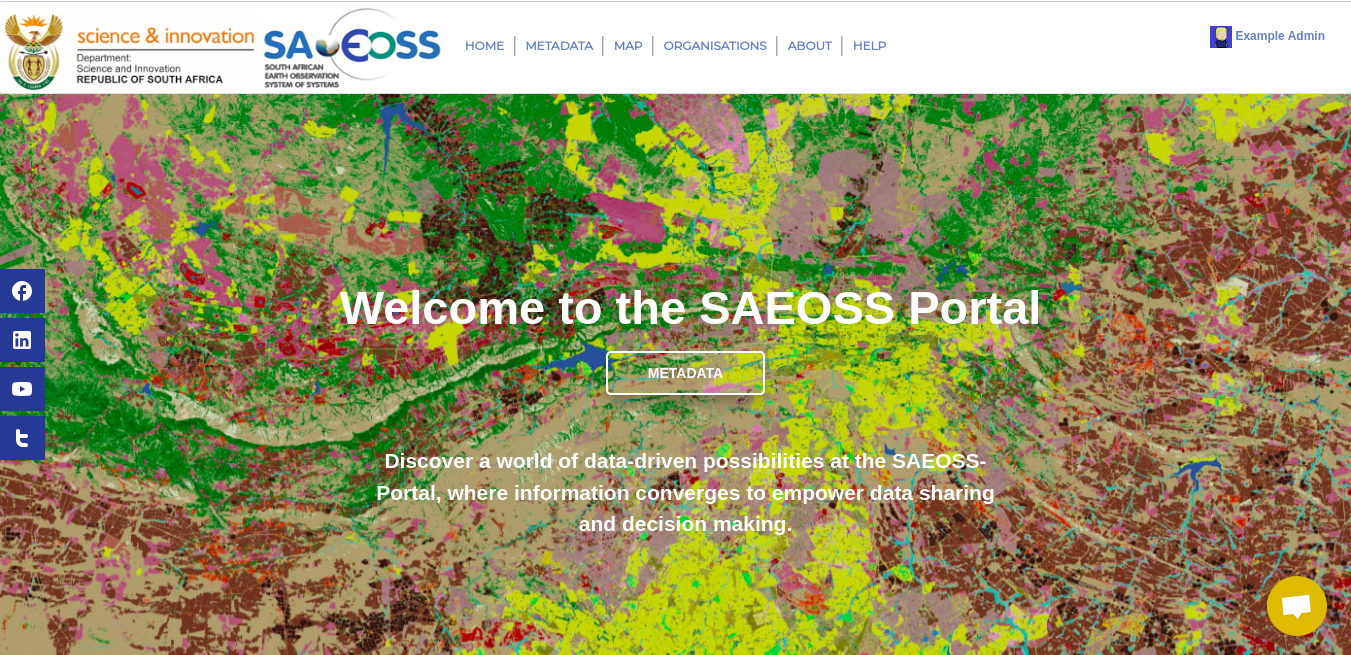 science & innovation
Department:
Science and Innovation
REPUBLIC OF SOUTH AFRICA
SAEOSS
SOUTH AFRICAN
EARTH OBSERVATION
SYSTEM OF SYSTEMS
HOME
METADATA
MAP
ORGANISATIONS
ABOUT
HELP
Example Admin
Welcome to the SAEOSS Portal
METADATA
Discover a world of data-driven possibilities at the SAEOSS-
Portal, where information converges to empower data sharing
and decision making.